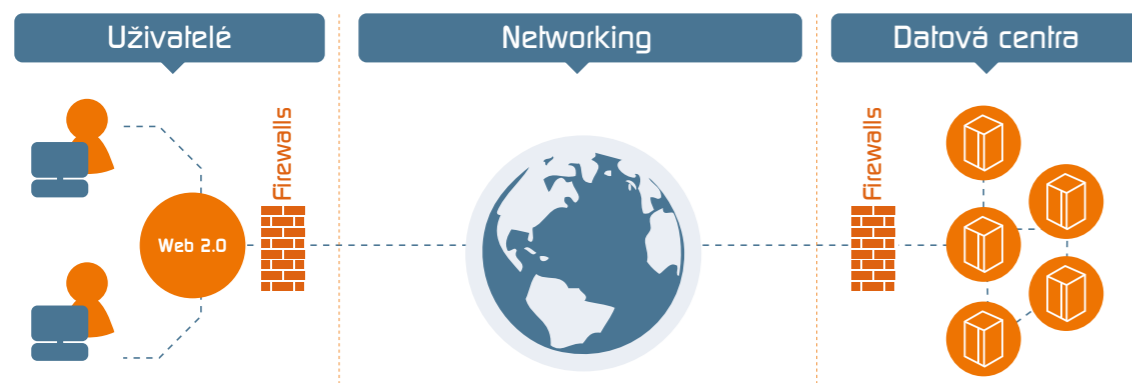 Uživatelé
Networking
Datová centra
Firewalls
Web 2.0
Firewalls